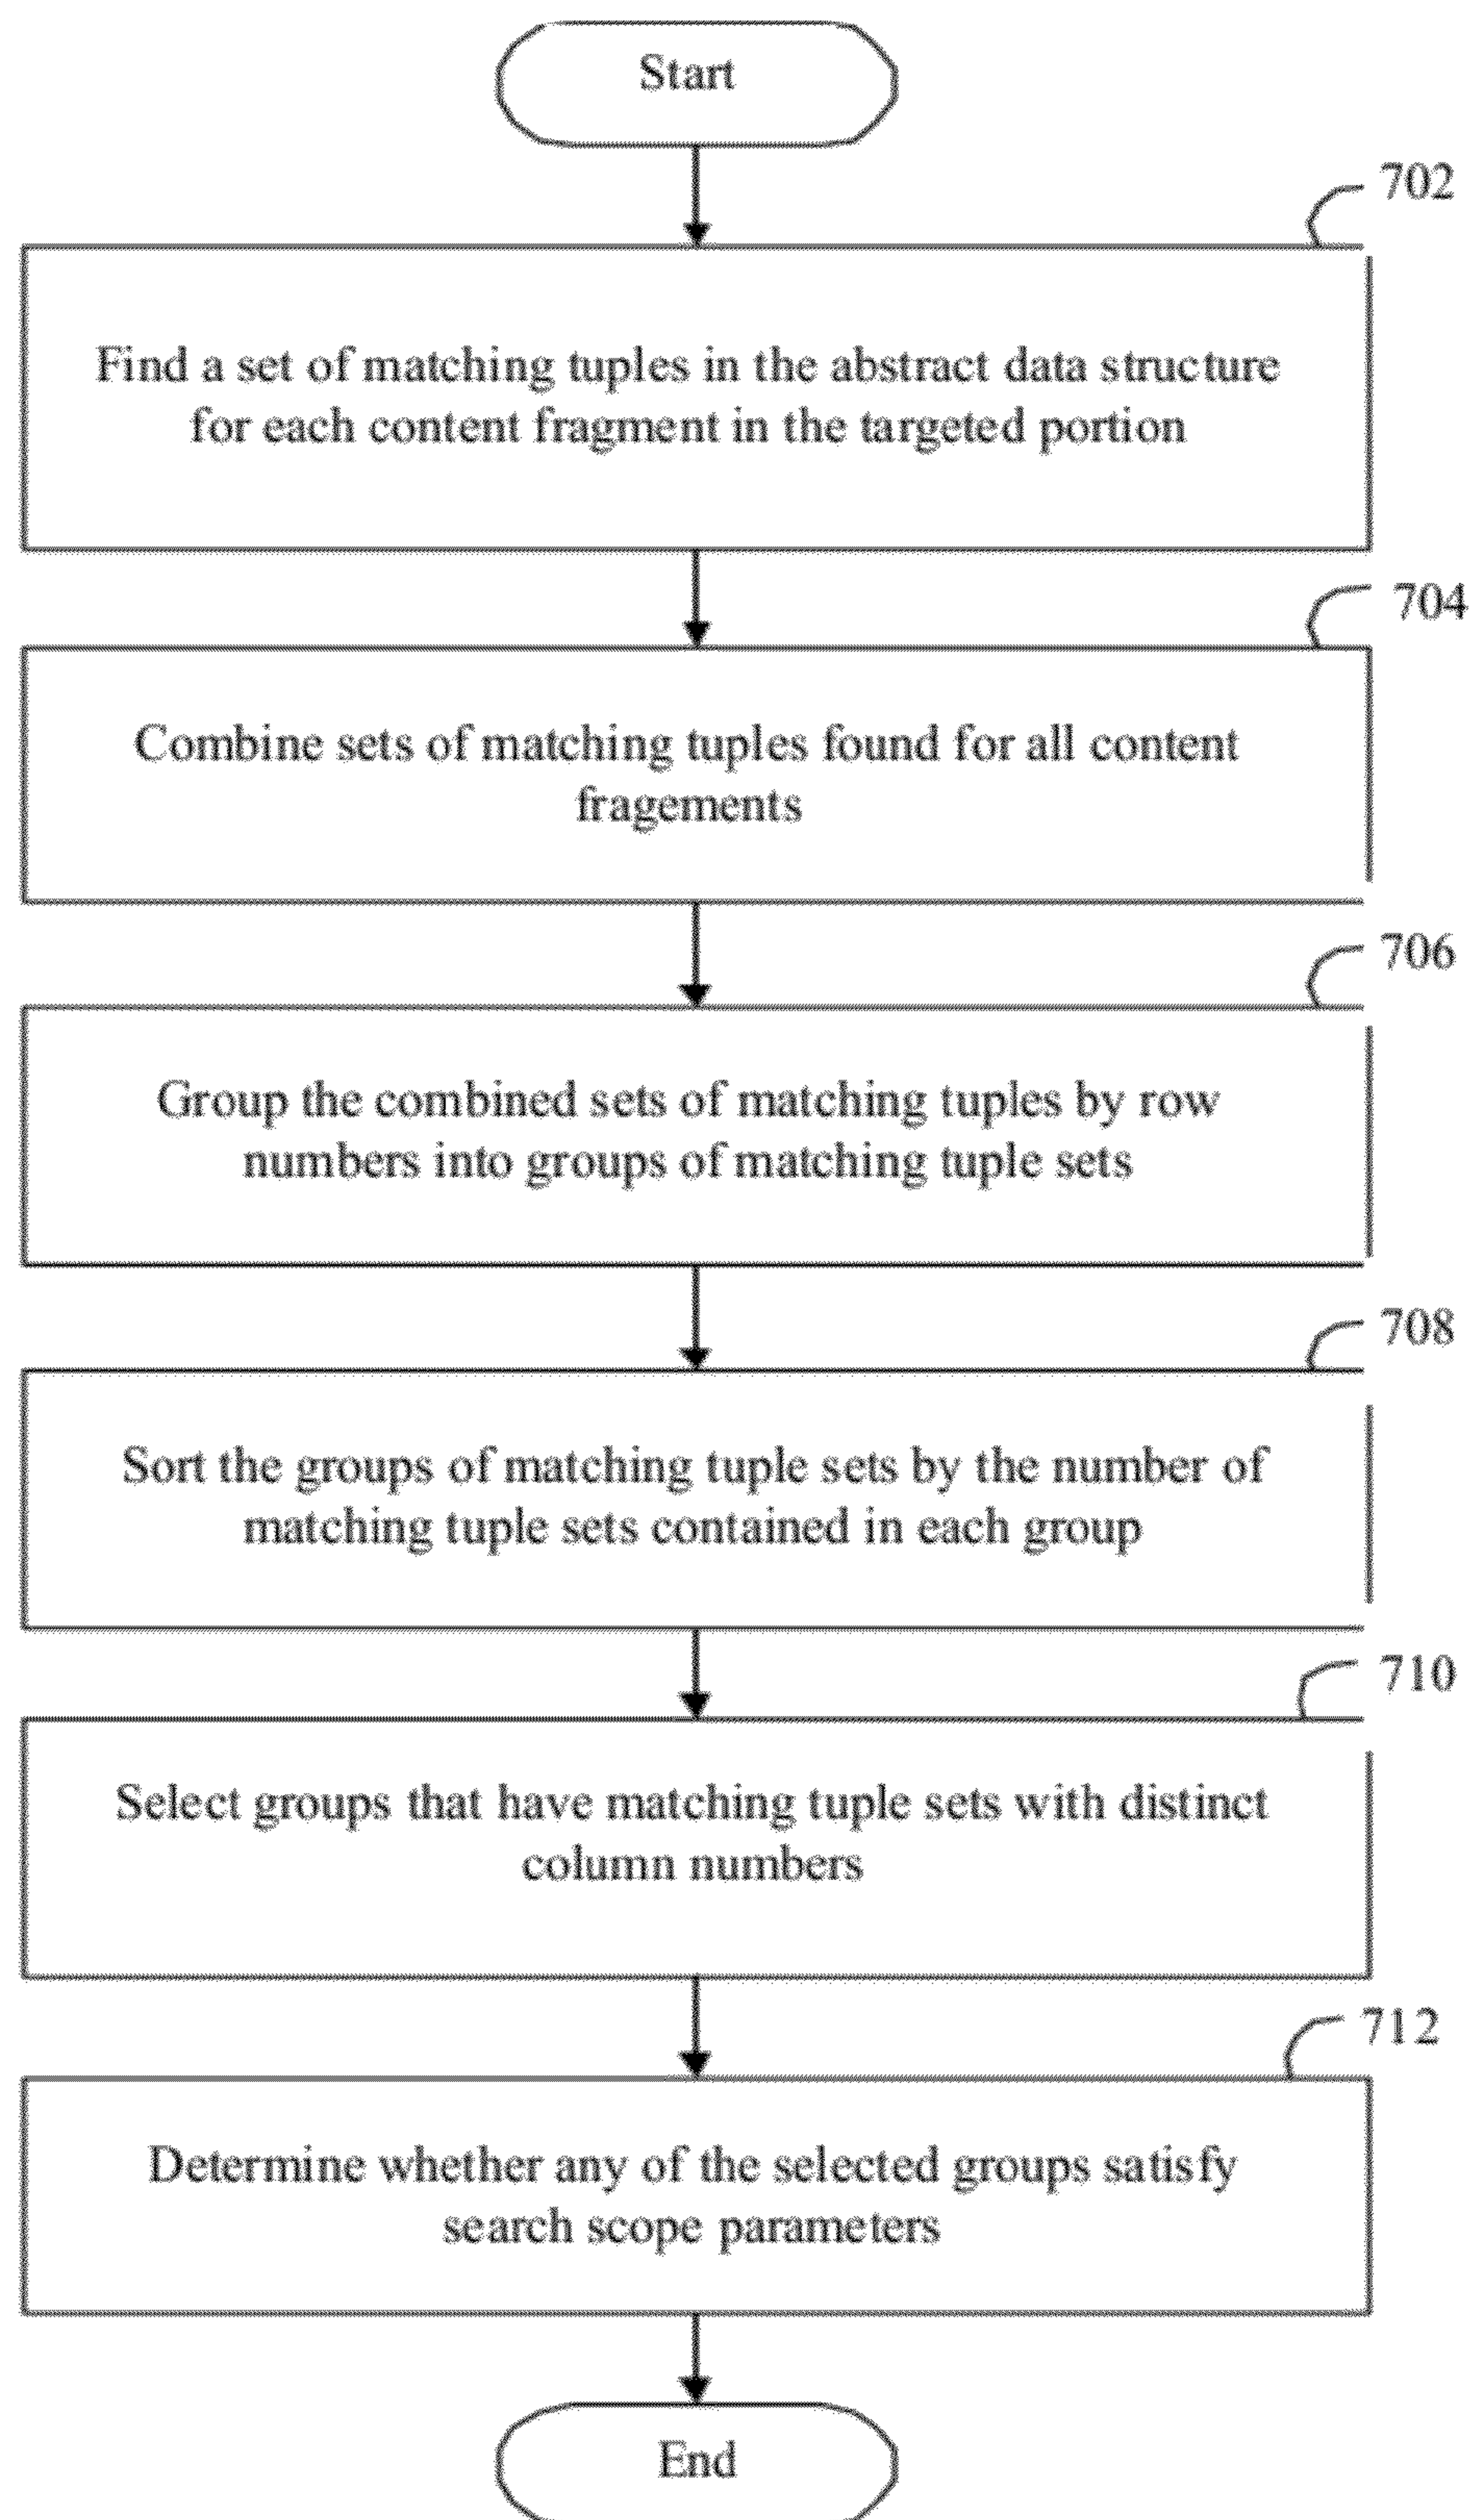 Start
702
Find a set of matching tuples in the abstract data structure
for each content fragment in the targeted portion
704
Combine sets of matching tuples found for all content
fragements
706
Group the combined sets of matching tuples by row
numbers into groups of matching tuple sets
708
Sort the groups of matching tuple sets by the number of
matching tuple sets contained in each group
710
Select groups that have matching tuple sets with distinct
column numbers
712
Determine whether any of the selected groups satisfy
search scope parameters
End